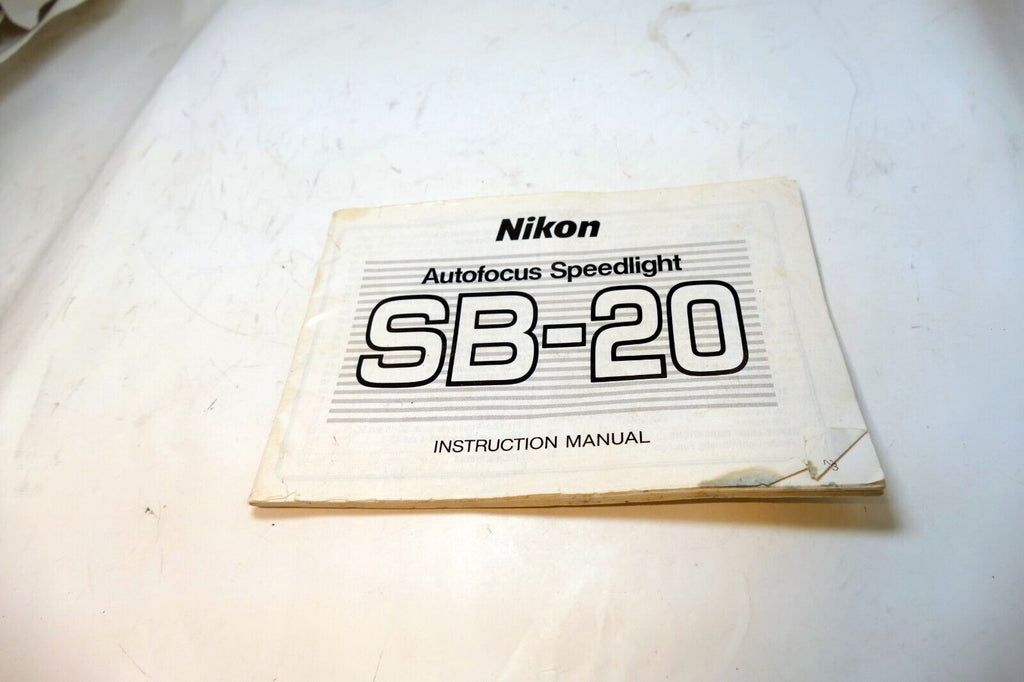 Nikon
Autofocus Speedlight
SB-20
INSTRUCTION MANUAL